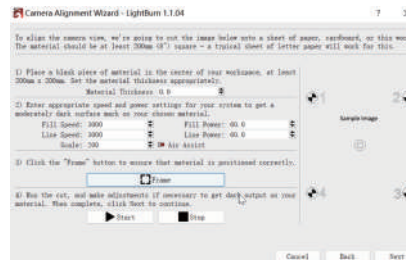 Camera Alignment Wizard - LightBurn 1.1.04
? 
To align the camera view, we're going to cut the image below onto a sheet of paper, cardboard, or thin woo
The material should be at least 200mm (8") square - a typical sheet of letter paper will work for this.
1) Place a blank piece of material in the center of your workspace, at least
200mm x 200mm. Set the material thickness appropriately.
Material Thickness 0.0
2) Enter appropriate speed and power settings for your system to get a
moderately dark surface mark on your chosen material.
Fill Speed: 3000
Fill Power: 60.0
Line Speed: 3000
Line Power: 60.0
Scale: 100
Air Assist
3) Click the "Frame" button to ensure that material is positioned correctly.
Frame
4) Run the cut, and make adjustments if necessary to get dark output on your
material. When complete, click Next to continue.
Start
Stop
1
2
Sample Image
4
3
Cancel
Back
Next